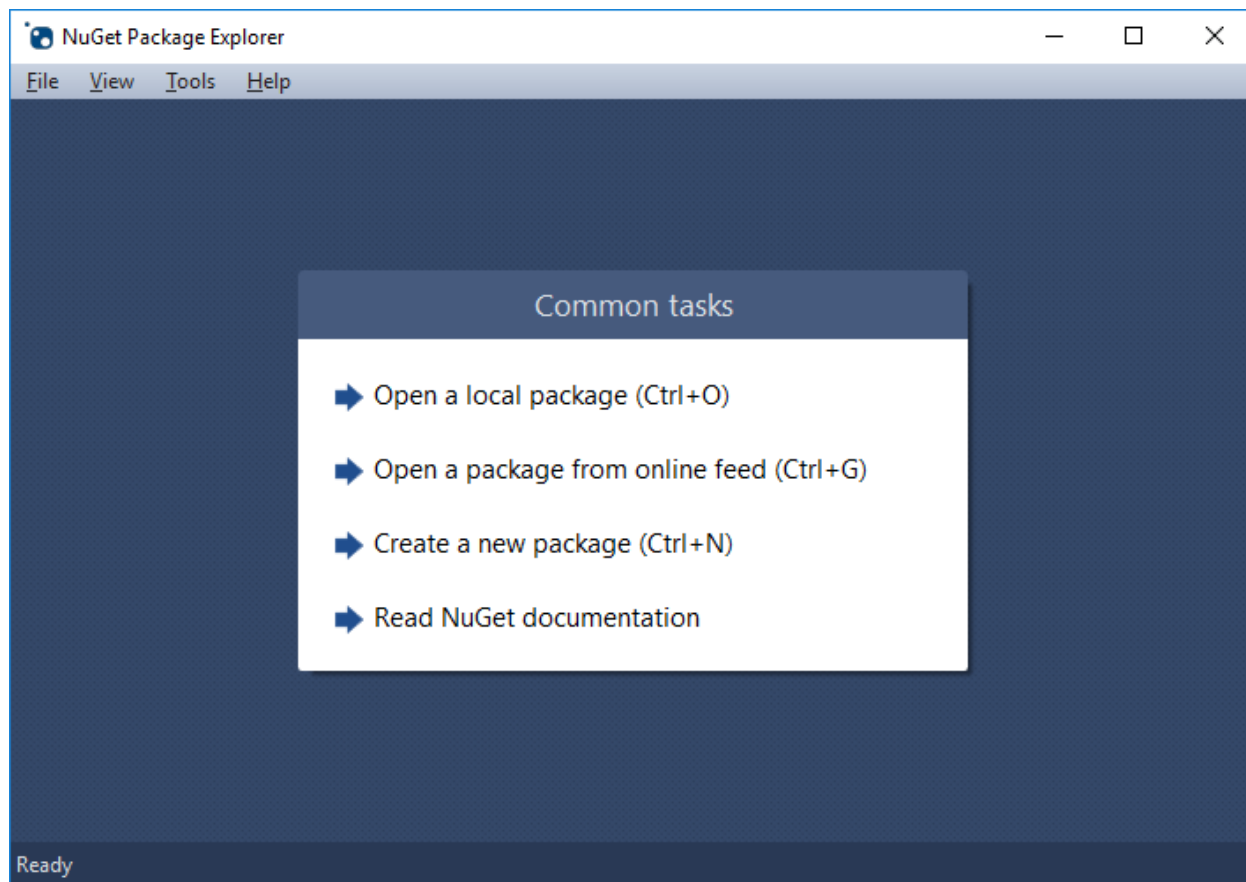 NuGet Package Explorer
File View Tools Help
Common tasks
Open a local package (Ctrl+O)
Open a package from online feed (Ctrl+G)
Create a new package (Ctrl+N)
Read NuGet documentation
Ready